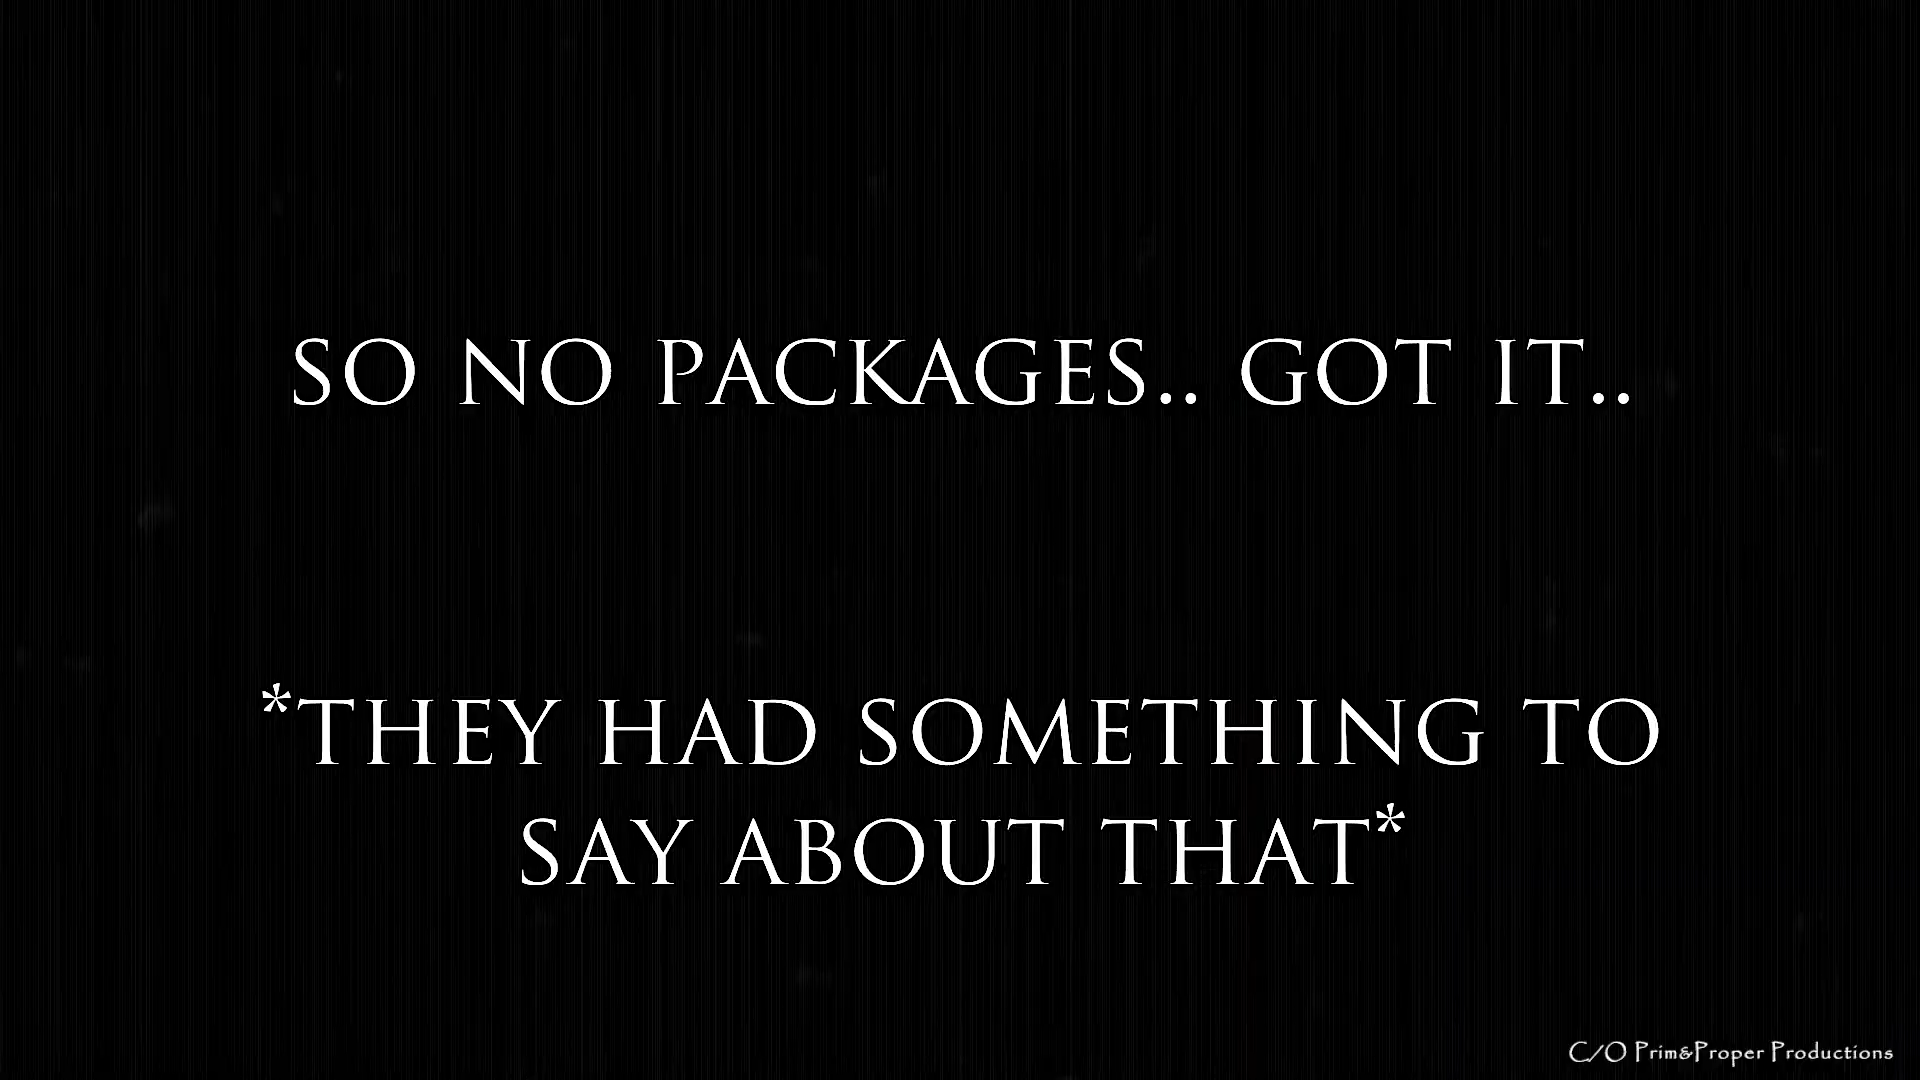 SO NO PACKAGES.. GOT IT..
*THEY HAD SOMETHING TO
SAY ABOUT THAT*
C/O Prim&Proper Productions